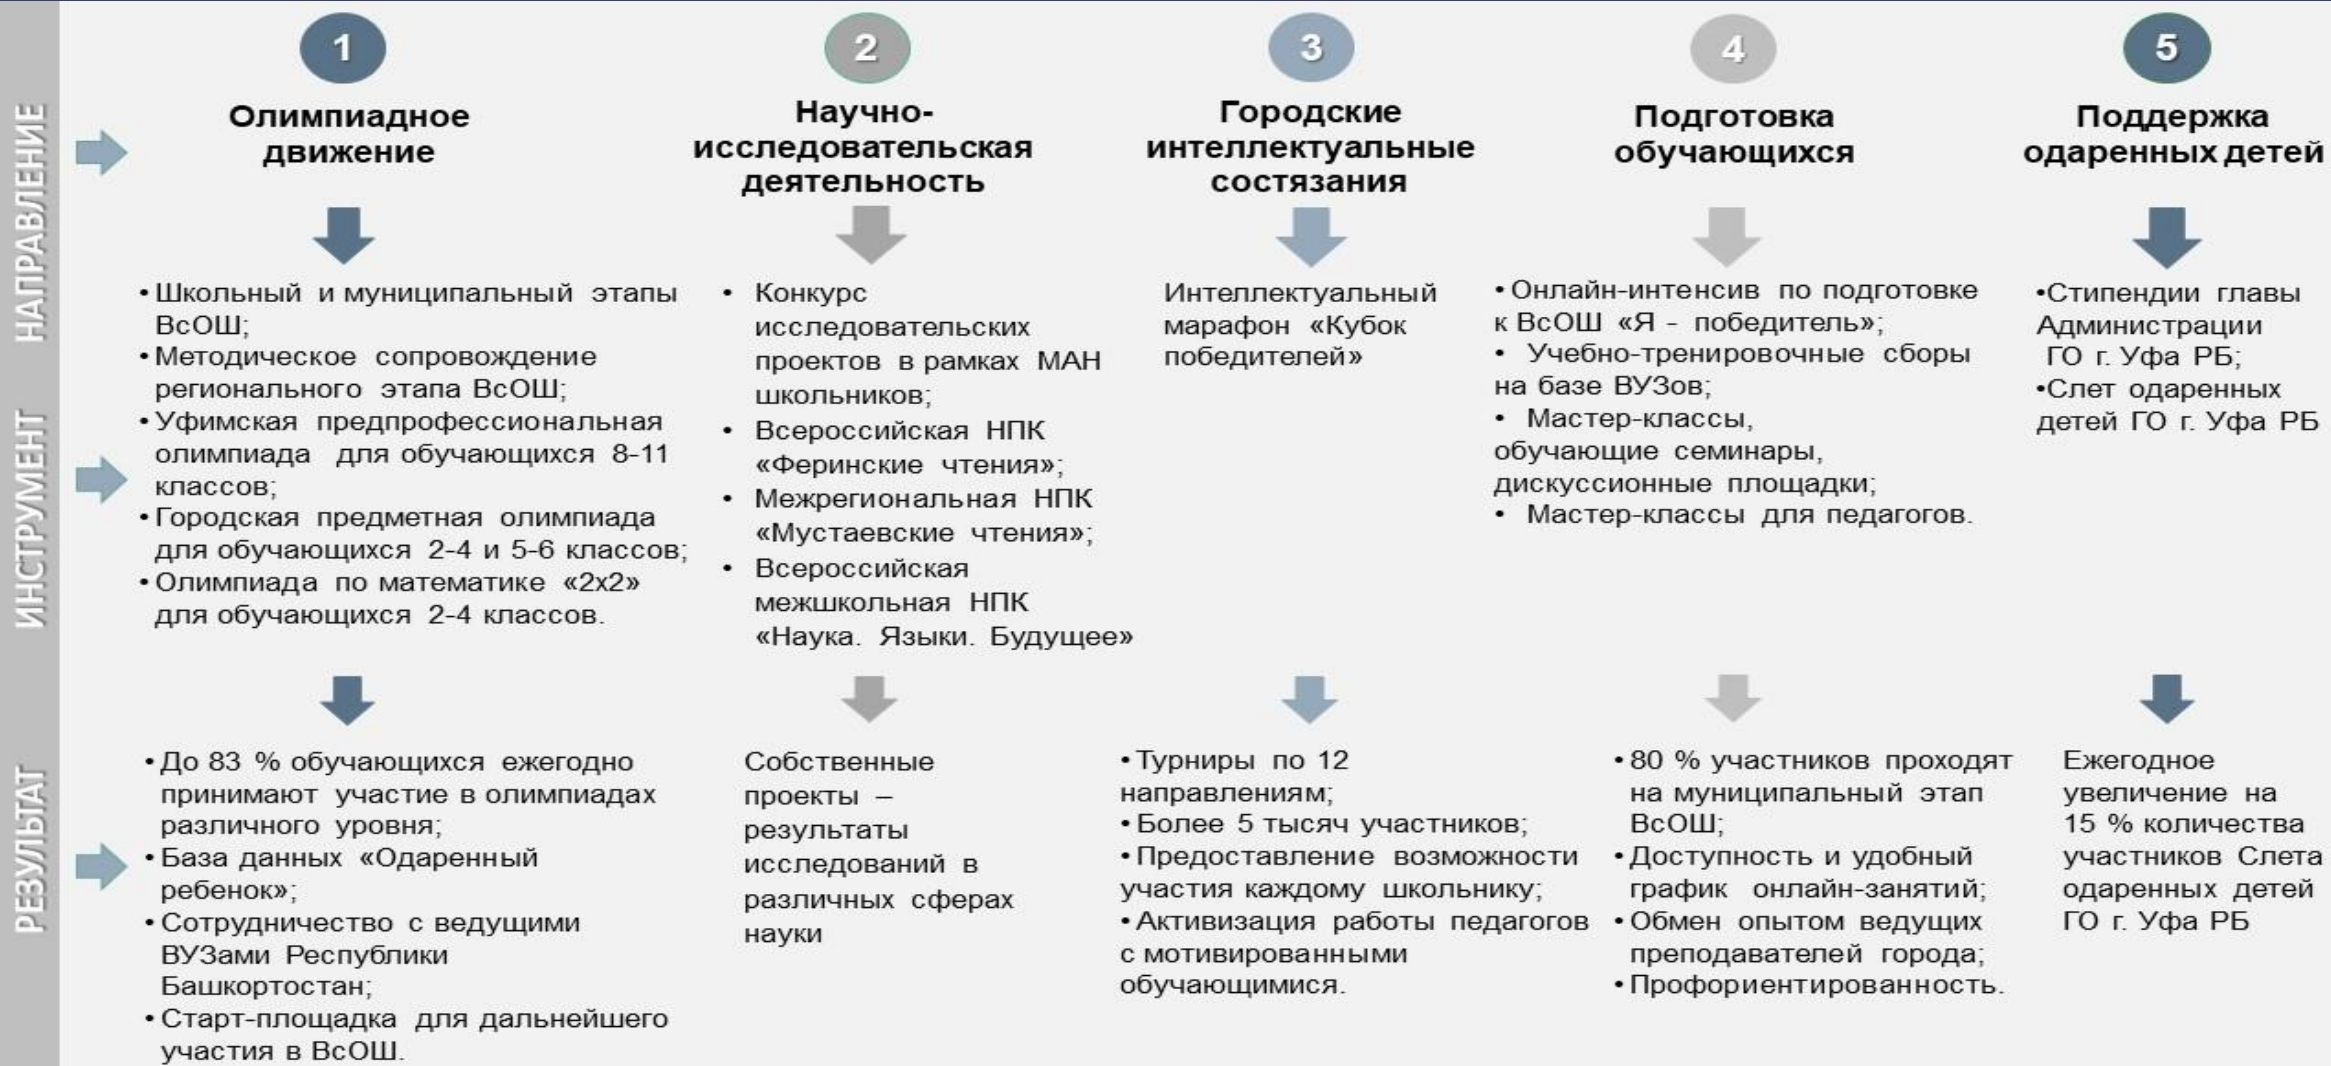 НАПРАВЛЕНИЕ
ИНСТРУМЕНТ
РЕЗУЛЬТАТ
1
Олимпиадное
движение
2
Научно-
исследовательская
деятельность
3
Городские
интеллектуальные
состязания
4
Подготовка
обучающихся
5
Поддержка
одаренных детей
• Школьный и муниципальный этапы
ВсОШ;
• Методическое сопровождение
регионального этапа ВсОШ;
• Уфимская предпрофессиональная
олимпиада для обучающихся 8-11
классов;
• Городская предметная олимпиада
для обучающихся 2-4 и 5-6 классов;
• Олимпиада по математике «2х2»
для обучающихся 2-4 классов.
• Конкурс
исследовательских
проектов в рамках МАН
школьников;
• Всероссийская НПК
«Феринские чтения»;
• Межрегиональная НПК
«Мустаевские чтения»;
• Всероссийская
межшкольная НПК
«Наука. Языки. Будущее»
Интеллектуальный
марафон «Кубок
победителей»
• Онлайн-интенсив по подготовке
к ВсОШ «Я - победитель»;
• Учебно-тренировочные сборы
на базе ВУЗов;
• Мастер-классы,
обучающие семинары,
дискуссионные площадки;
• Мастер-классы для педагогов.
•Стипендии главы
Администрации
ГО г. Уфа РБ;
•Слет одаренных
детей ГО г. Уфа РБ
• До 83 % обучающихся ежегодно
принимают участие в олимпиадах
различного уровня;
• База данных «Одаренный
ребенок»;
• Сотрудничество с ведущими
ВУЗами Республики
Башкортостан;
• Старт-площадка для дальнейшего
участия в ВсОШ.
Собственные
проекты –
результаты
исследований в
различных сферах
науки
• Турниры по 12
направлениям;
• Более 5 тысяч участников;
• Предоставление возможности
участия каждому школьнику;
• Активизация работы педагогов
с мотивированными
обучающимися.
• 80 % участников проходят
на муниципальный этап
ВсОШ;
• Доступность и удобный
график онлайн-занятий;
• Обмен опытом ведущих
преподавателей города;
• Профориентированность.
Ежегодное
увеличение на
15 % количества
участников Слета
одаренных детей
ГО г. Уфа РБ